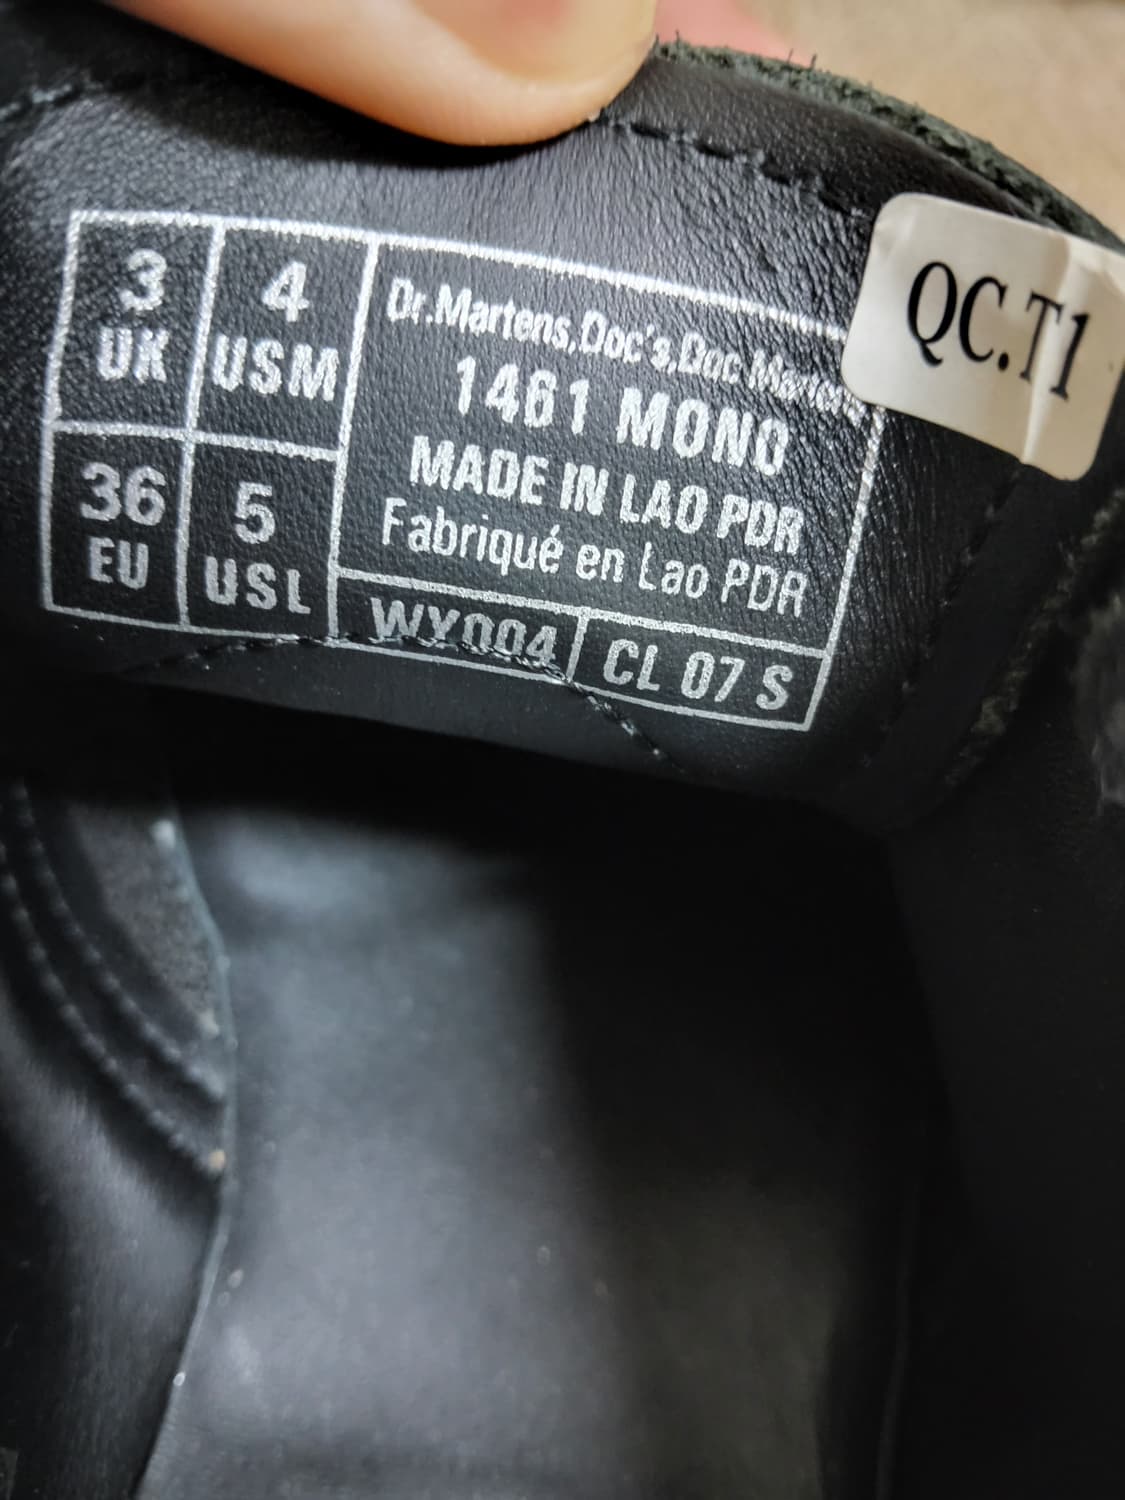 3
UK
4
USM
36
EU
5
USL
Dr.Martens,Doc's,Doc Martens
1461 MONO
MADE IN LAO PDR
Fabriqué en Lao PDR
WX004
CL 07 S
QC.T1